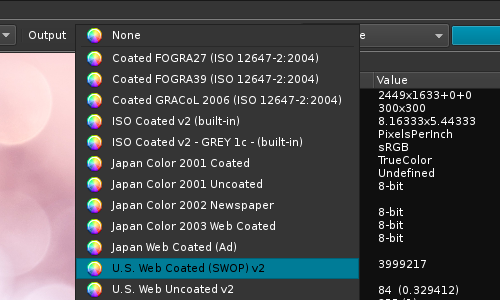 Output
None
e
Coated FOGRA27 (ISO 12647-2:2004)
Coated FOGRA39 (ISO 12647-2:2004)
Coated GRACoL 2006 (ISO 12647-2:2004)
ISO Coated v2 (built-in)
ISO Coated v2 - GREY 1c - (built-in)
Japan Color 2001 Coated
Japan Color 2001 Uncoated
Japan Color 2002 Newspaper
Japan Color 2003 Web Coated
Japan Web Coated (Ad)
U.S. Web Coated (SWOP) v2
U.S. Web Uncoated v2
Value
2449x1633+0+0
300x300
8.16333x5.44333
PixelsPerInch
sRGB
TrueColor
Undefined
8-bit
8-bit
8-bit
8-bit
3999217
84 (0.329412)